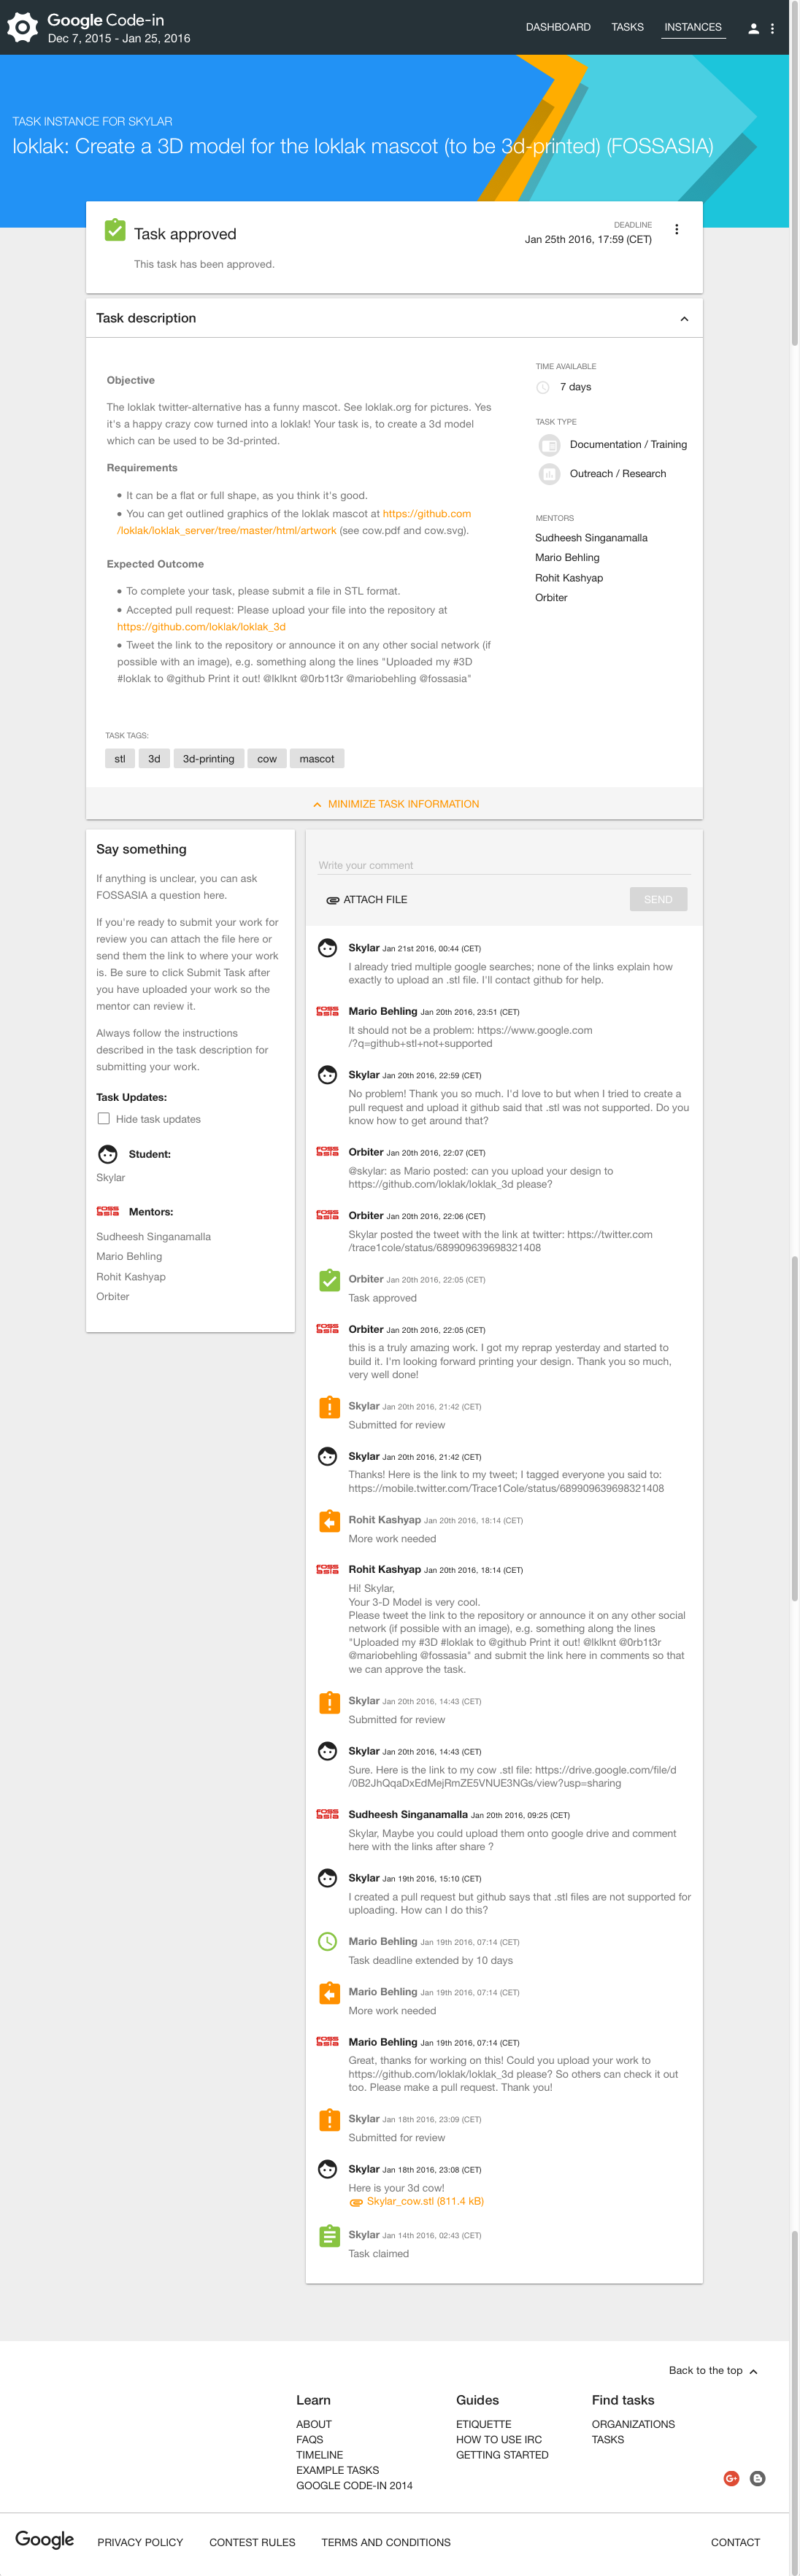 Google Code-in
Dec 7, 2015 - Jan 25, 2016
DASHBOARD TASKS INSTANCES
TASK INSTANCE FOR SKYLAR
loklak: Create a 3D model for the loklak mascot (to be 3d-printed) (FOSSASIA)
Task approved
This task has been approved.
DEADLINE
Jan 25th 2016, 17:59 (CET)
Task description
Objective
The loklak twitter-alternative has a funny mascot. See loklak.org for pictures. Yes
it's a happy crazy cow turned into a loklak! Your task is, to create a 3d model
which can be used to be 3d-printed.
Requirements
• It can be a flat or full shape, as you think it's good.
• You can get outlined graphics of the loklak mascot at https://github.com
/loklak/loklak_server/tree/master/html/artwork (see cow.pdf and cow.svg).
Expected Outcome
• To complete your task, please submit a file in STL format.
• Accepted pull request: Please upload your file into the repository at
https://github.com/loklak/loklak_3d
• Tweet the link to the repository or announce it on any other social network (if
possible with an image), e.g. something along the lines "Uploaded my #3D
#loklak to @github Print it out! @lklknt @0rb1t3r @mariobehling @fossasia"
TIME AVAILABLE
7 days
TASK TYPE
Documentation / Training
Outreach / Research
MENTORS
Sudheesh Singanamalla
Mario Behling
Rohit Kashyap
Orbiter
TASK TAGS:
stl 3d 3d-printing cow mascot
MINIMIZE TASK INFORMATION
Say something
If anything is unclear, you can ask
FOSSASIA a question here.
If you're ready to submit your work for
review you can attach the file here or
send them the link to where your work
is. Be sure to click Submit Task after
you have uploaded your work so the
mentor can review it.
Always follow the instructions
described in the task description for
submitting your work.
Task Updates:
Hide task updates
Student:
Skylar
FOSS
asia
Mentors:
Sudheesh Singanamalla
Mario Behling
Rohit Kashyap
Orbiter
Write your comment
ATTACH FILE
SEND
Skylar Jan 21st 2016, 00:44 (CET)
I already tried multiple google searches; none of the links explain how
exactly to upload an .stl file. I'll contact github for help.
FOSS
asia
Mario Behling Jan 20th 2016, 23:51 (CET)
It should not be a problem: https://www.google.com
/?q=github+stl+not+supported
Skylar Jan 20th 2016, 22:59 (CET)
No problem! Thank you so much. I'd love to but when I tried to create a
pull request and upload it github said that .stl was not supported. Do you
know how to get around that?
FOSS
asia
Orbiter Jan 20th 2016, 22:07 (CET)
@skylar: as Mario posted: can you upload your design to
https://github.com/loklak/loklak_3d please?
FOSS
asia
Orbiter Jan 20th 2016, 22:06 (CET)
Skylar posted the tweet with the link at twitter: https://twitter.com
/trace1cole/status/689909639698321408
Orbiter Jan 20th 2016, 22:05 (CET)
Task approved
FOSS
asia
Orbiter Jan 20th 2016, 22:05 (CET)
this is a truly amazing work. I got my reprap yesterday and started to
build it. I'm looking forward printing your design. Thank you so much,
very well done!
Skylar Jan 20th 2016, 21:42 (CET)
Submitted for review
Skylar Jan 20th 2016, 21:42 (CET)
Thanks! Here is the link to my tweet; I tagged everyone you said to:
https://mobile.twitter.com/Trace1Cole/status/689909639698321408
Rohit Kashyap Jan 20th 2016, 18:14 (CET)
More work needed
FOSS
asia
Rohit Kashyap Jan 20th 2016, 18:14 (CET)
Hi! Skylar,
Your 3-D Model is very cool.
Please tweet the link to the repository or announce it on any other social
network (if possible with an image), e.g. something along the lines
"Uploaded my #3D #loklak to @github Print it out! @lklknt @0rb1t3r
@mariobehling @fossasia" and submit the link here in comments so that
we can approve the task.
Skylar Jan 20th 2016, 14:43 (CET)
Submitted for review
Skylar Jan 20th 2016, 14:43 (CET)
Sure. Here is the link to my cow .stl file: https://drive.google.com/file/d
/0B2JhQqaDxEdMejRmZE5VNUE3NGs/view?usp=sharing
FOSS
asia
Sudheesh Singanamalla Jan 20th 2016, 09:25 (CET)
Skylar, Maybe you could upload them onto google drive and comment
here with the links after share ?
Skylar Jan 19th 2016, 15:10 (CET)
I created a pull request but github says that .stl files are not supported for
uploading. How can I do this?
Mario Behling Jan 19th 2016, 07:14 (CET)
Task deadline extended by 10 days
Mario Behling Jan 19th 2016, 07:14 (CET)
More work needed
FOSS
asia
Mario Behling Jan 19th 2016, 07:14 (CET)
Great, thanks for working on this! Could you upload your work to
https://github.com/loklak/loklak_3d please? So others can check it out
too. Please make a pull request. Thank you!
Skylar Jan 18th 2016, 23:09 (CET)
Submitted for review
Skylar Jan 18th 2016, 23:08 (CET)
Here is your 3d cow!
Skylar_cow.stl (811.4 kB)
Skylar Jan 14th 2016, 02:43 (CET)
Task claimed
Back to the top
Learn
ABOUT
FAQS
TIMELINE
EXAMPLE TASKS
GOOGLE CODE-IN 2014
Guides
ETIQUETTE
HOW TO USE IRC
GETTING STARTED
Find tasks
ORGANIZATIONS
TASKS
G+
Google PRIVACY POLICY CONTEST RULES TERMS AND CONDITIONS CONTACT